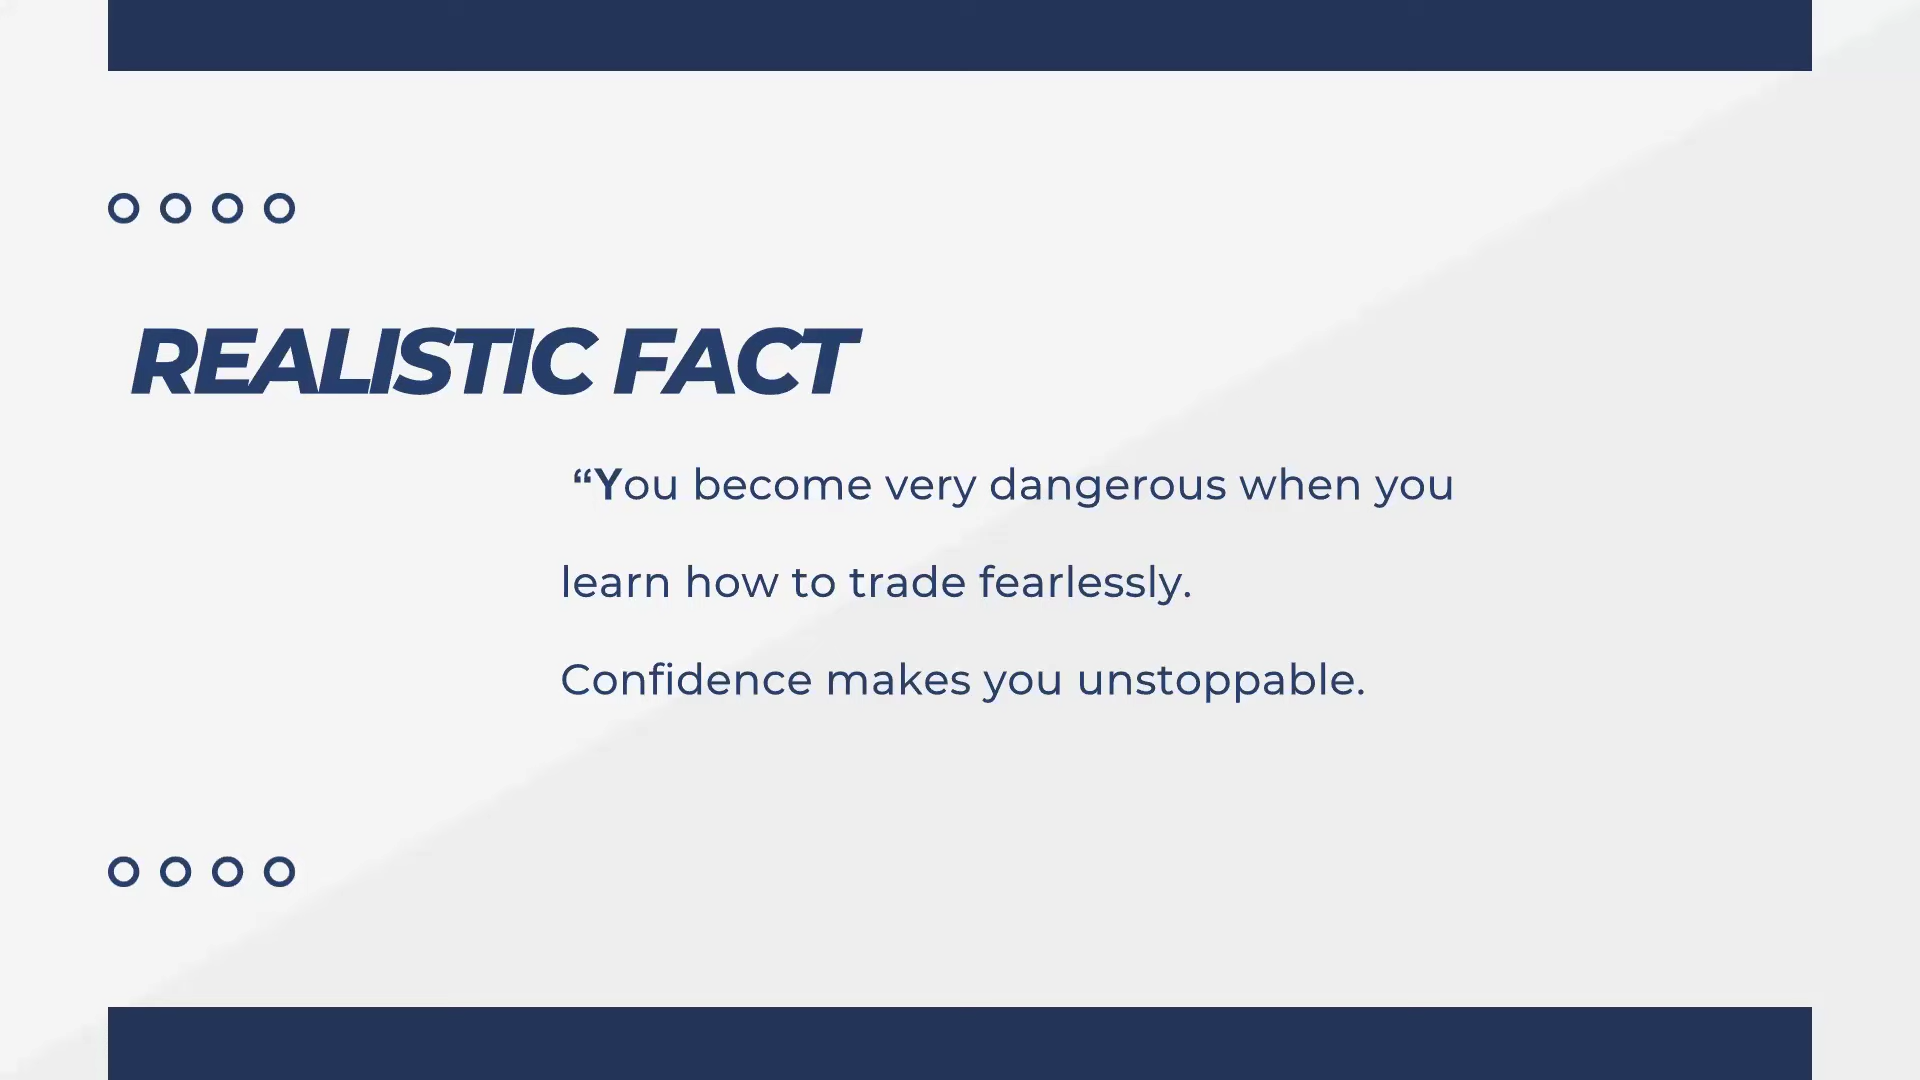 REALISTIC FACT
“You become very dangerous when you
learn how to trade fearlessly.
Confidence makes you unstoppable.